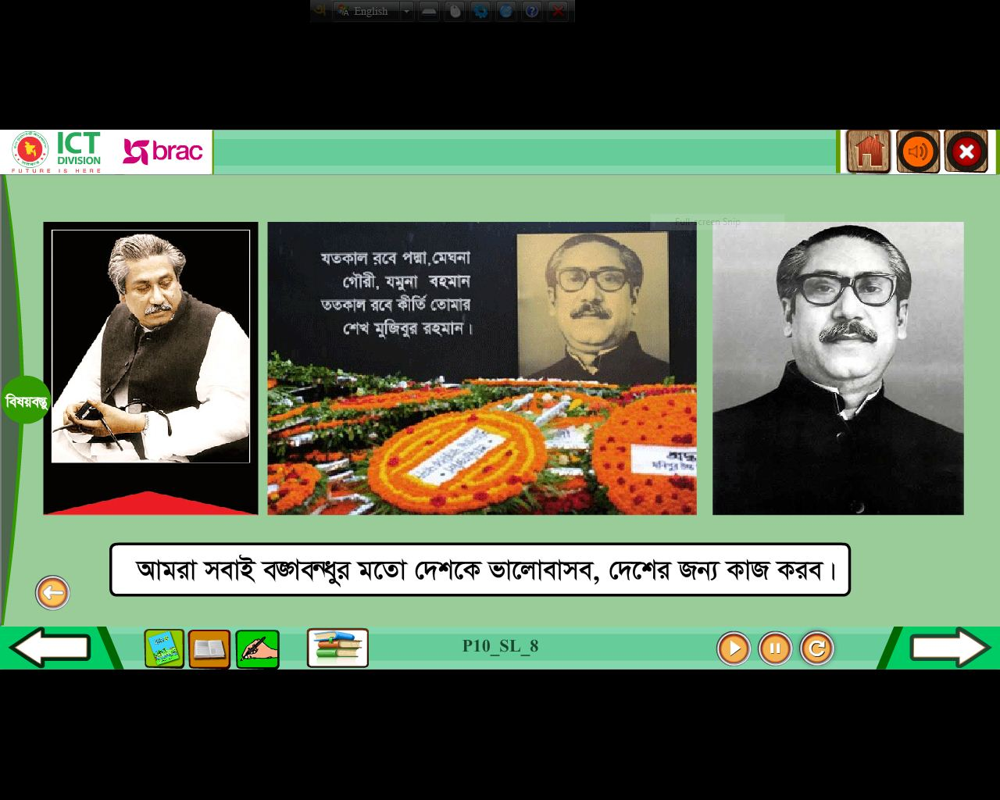 English
ICT
DIVISION
FUTURE IS HERE
brac
Full-screen Snip
যতকাল রবে পদ্মা,মেঘনা
গৌরী, যমুনা বহমান
ততকাল রবে কীর্তি তোমার
শেখ মুজিবুর রহমান।
বিষয়বস্তু
আমরা সবাই বঙ্গবন্ধুর মতো দেশকে ভালোবাসব, দেশের জন্য কাজ করব।
P10_SL_8